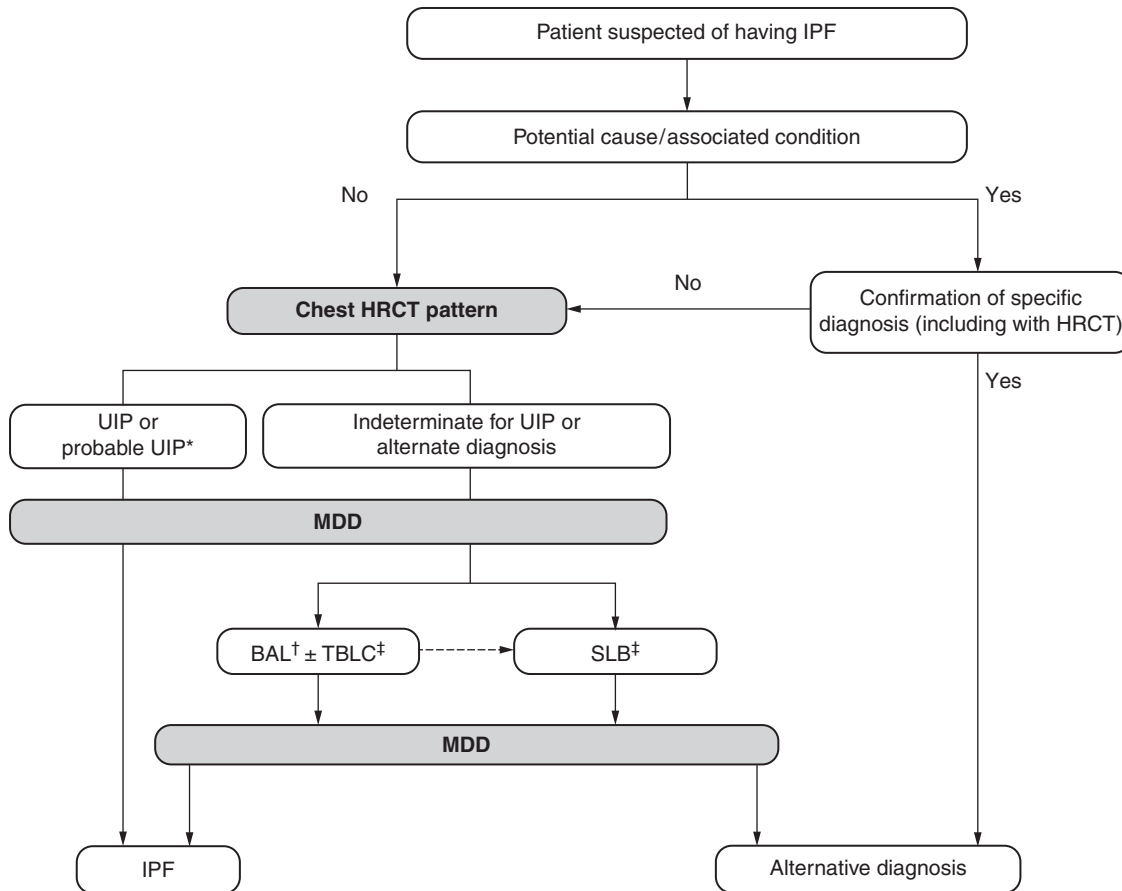 Patient suspected of having IPF
Potential cause/associated condition
No
Yes
Chest HRCT pattern
No
Confirmation of specific
diagnosis (including with HRCT)
Yes
UIP or
probable UIP*
Indeterminate for UIP or
alternate diagnosis
MDD
BAL† ± TBLC‡
SLB‡
MDD
IPF
Alternative diagnosis